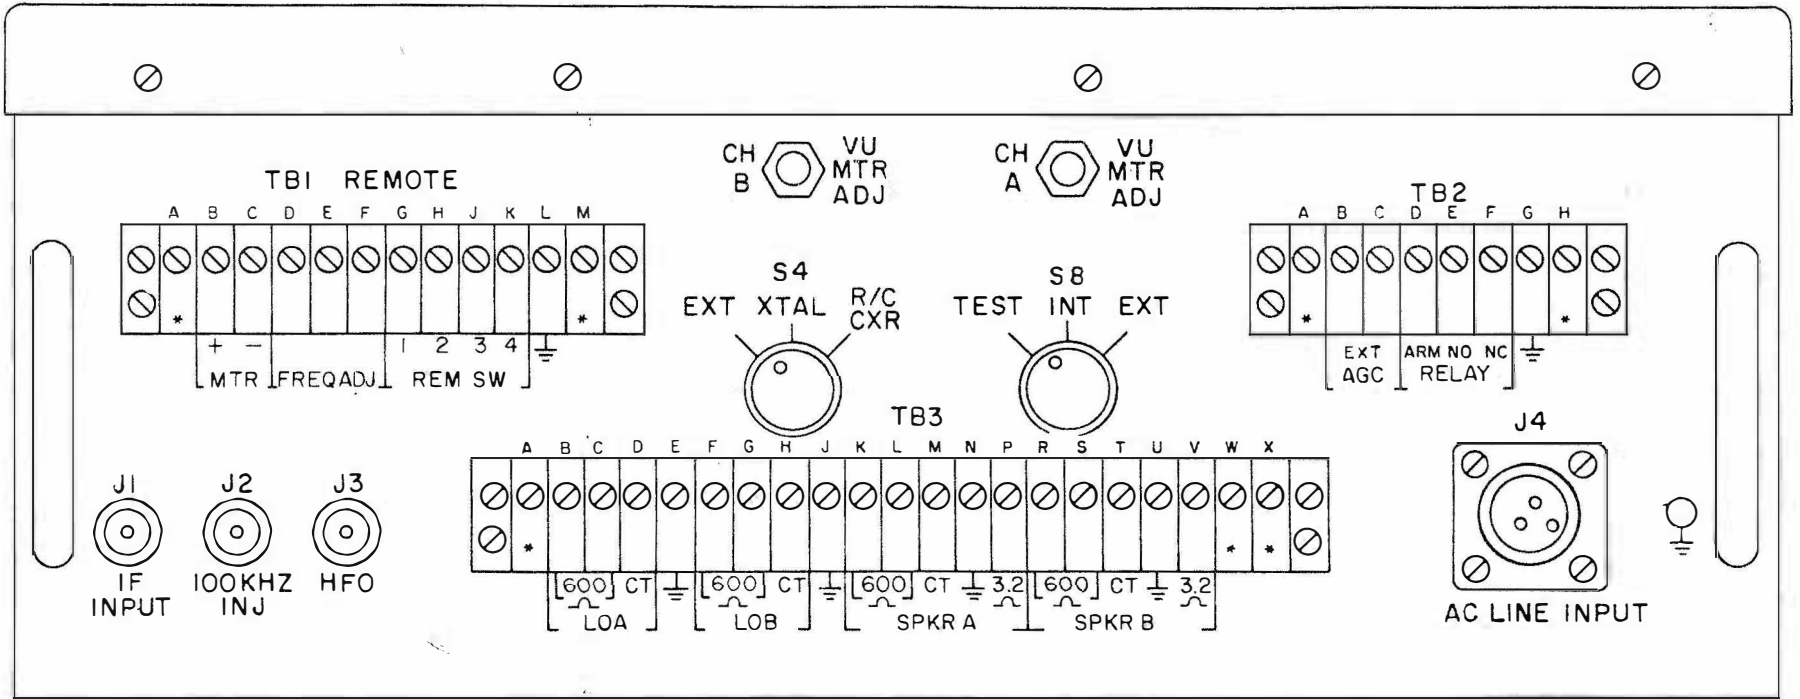 CH B VU MTR ADJ
CH A VU MTR ADJ
TB1 REMOTE
A B C D E F G H J K L M
* *
+ - 1 2 3 4
MTR FREQ ADJ REM SW
TB2
A B C D E F G H
* *
EXT AGC
ARM NO NC
RELAY
S4
EXT XTAL R/C CXR
S8
TEST INT EXT
TB3
A B C D E F G H J K L M N P R S T U V W X
* * *
600 CT 600 CT 600 CT 3.2 600 CT 3.2
LOA LOB SPKR A SPKR B
J1
IF
INPUT
J2
100KHZ
INJ
J3
HFO
J4
AC LINE INPUT